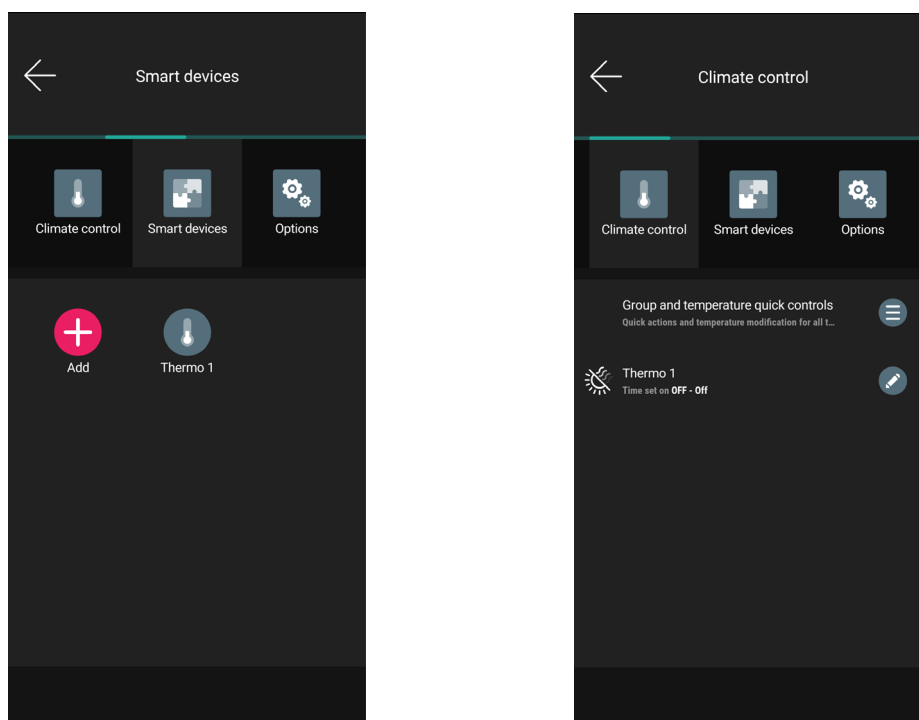 Smart devices
Climate control
Smart devices
Options
Add
Thermo 1
Climate control
Climate control
Smart devices
Options
Group and temperature quick controls
Quick actions and temperature modification for all t...
Thermo 1
Time set on OFF - Off